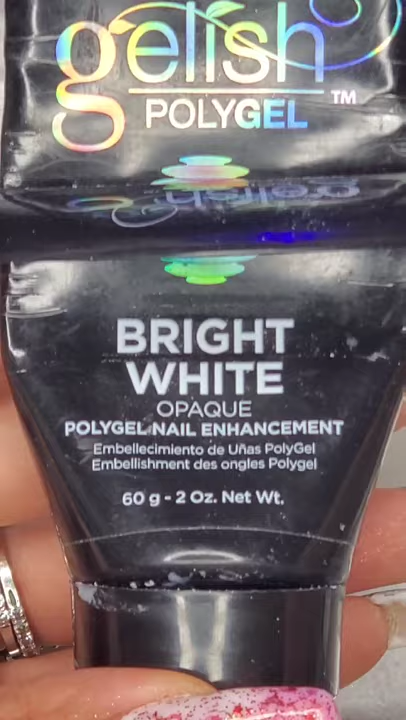 gelish
POLYGEL™
BRIGHT
WHITE
OPAQUE
POLYGEL NAIL ENHANCEMENT
Embellecimiento de Uñas PolyGel
Embellishment des ongles Polygel
60 g - 2 Oz. Net Wt.